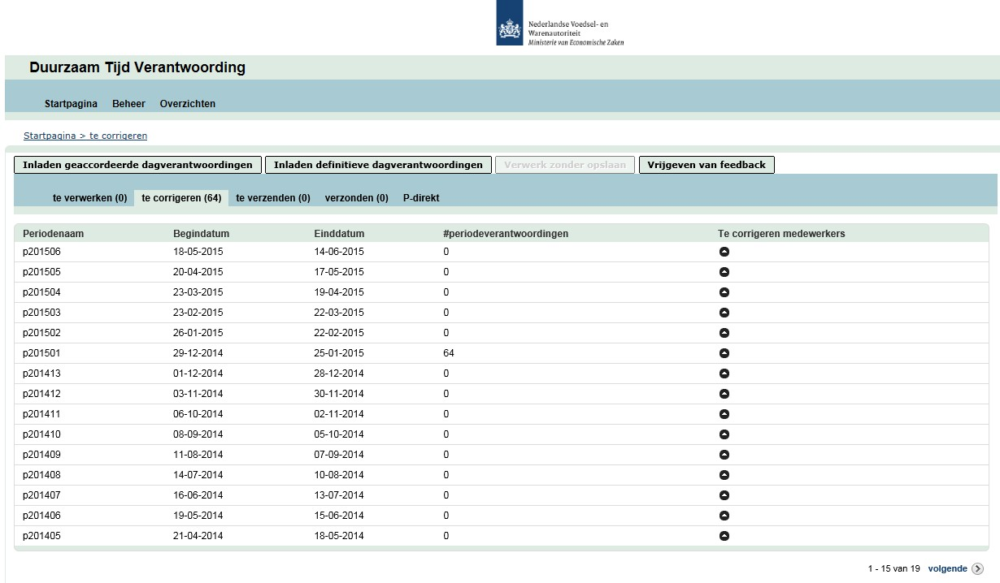 Nederlandse Voedsel- en
Warenautoriteit
Ministerie van Economische Zaken
Duurzaam Tijd Verantwoording
Startpagina Beheer Overzichten
Startpagina > te corrigeren
Inladen geaccordeerde dagverantwoordingen Inladen definitieve dagverantwoordingen Verwerk zonder opslaan Vrijgeven van feedback
te verwerken (0) te corrigeren (64) te verzenden (0) verzonden (0) P-direkt
Periodenaam Begindatum Einddatum #periodeverantwoordingen Te corrigeren medewerkers
p201506 18-05-2015 14-06-2015 0
p201505 20-04-2015 17-05-2015 0
p201504 23-03-2015 19-04-2015 0
p201503 23-02-2015 22-03-2015 0
p201502 26-01-2015 22-02-2015 0
p201501 29-12-2014 25-01-2015 64
p201413 01-12-2014 28-12-2014 0
p201412 03-11-2014 30-11-2014 0
p201411 06-10-2014 02-11-2014 0
p201410 08-09-2014 05-10-2014 0
p201409 11-08-2014 07-09-2014 0
p201408 14-07-2014 10-08-2014 0
p201407 16-06-2014 13-07-2014 0
p201406 19-05-2014 15-06-2014 0
p201405 21-04-2014 18-05-2014 0
1 - 15 van 19 volgende